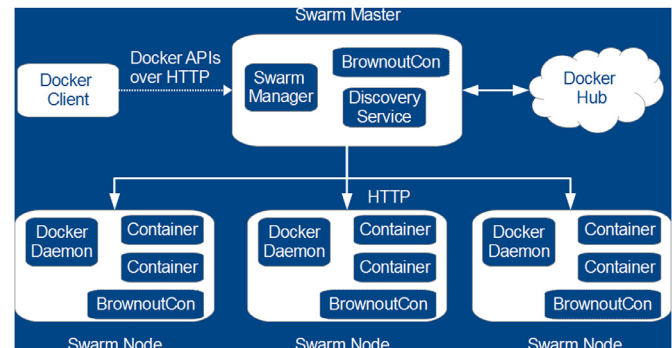 Swarm Master
Docker APIs
over HTTP
Docker
Client
Swarm
Manager
BrownoutCon
Discovery
Service
Docker
Hub
HTTP
Docker
Daemon
Container
Container
BrownoutCon
Docker
Daemon
Container
Container
BrownoutCon
Docker
Daemon
Container
Container
BrownoutCon
Swarm Node
Swarm Node
Swarm Node